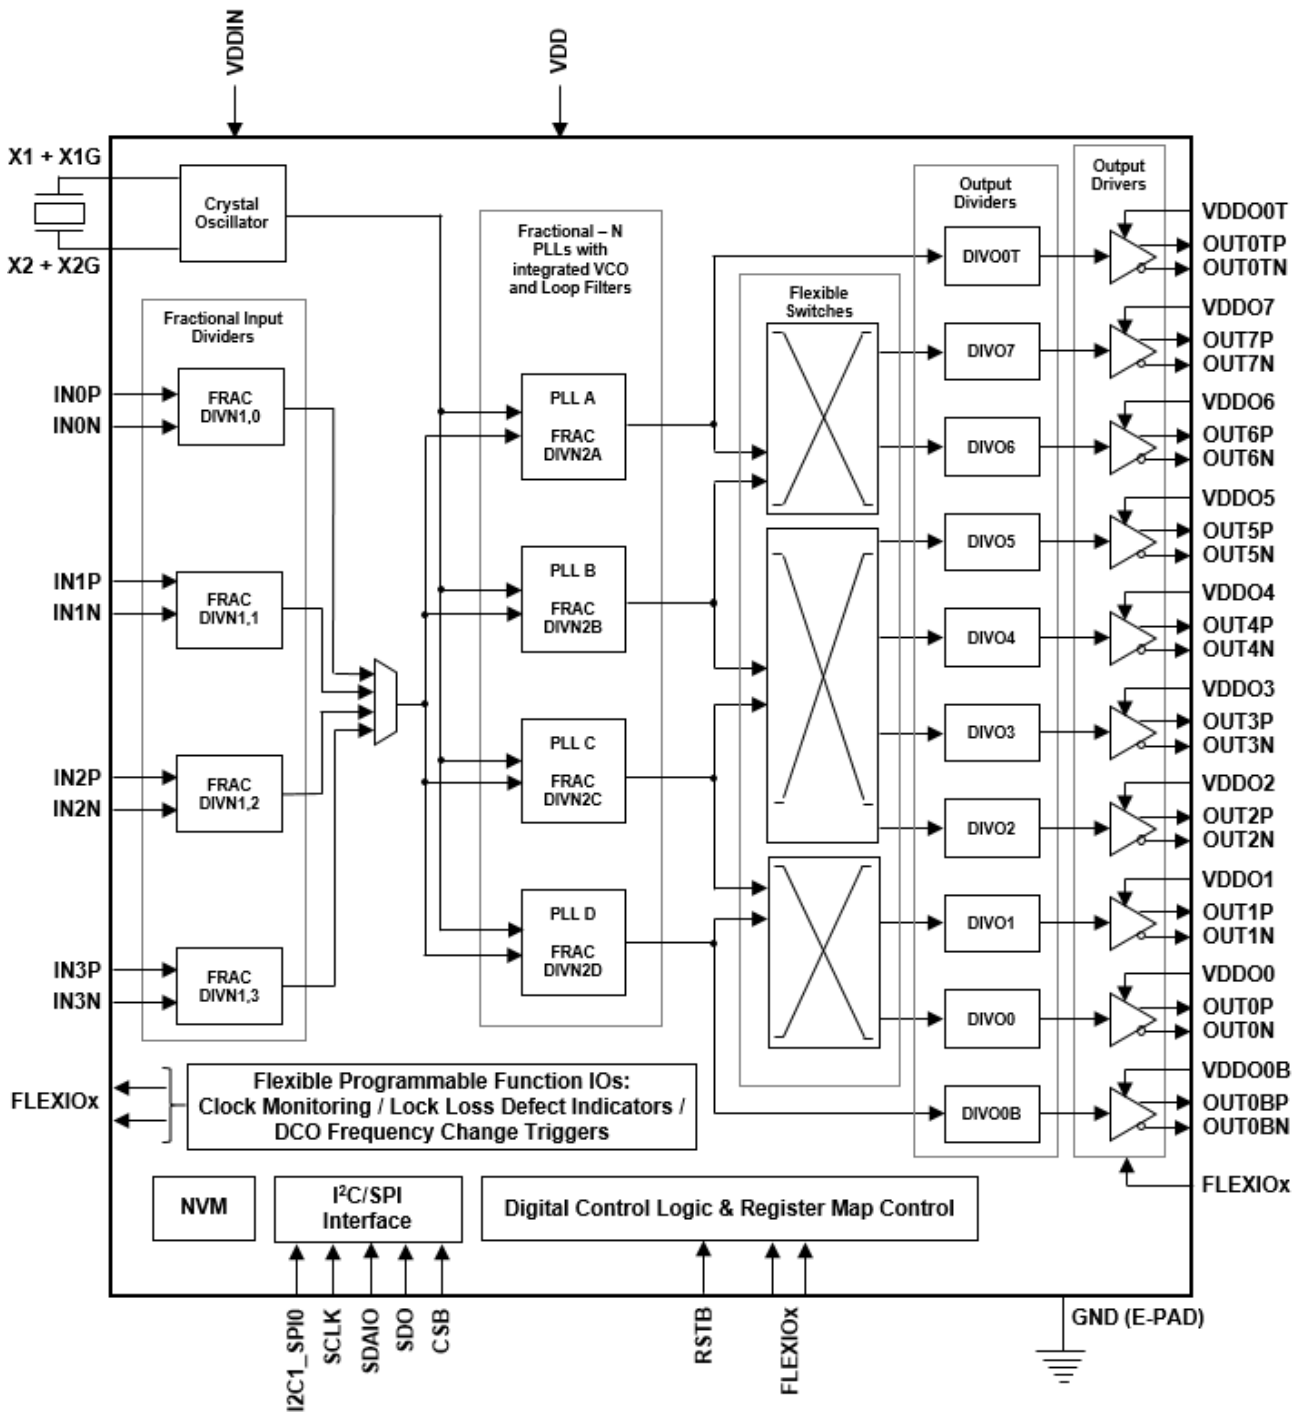 VDDIN
VDD
X1 + X1G
X2 + X2G
Crystal
Oscillator
Fractional Input
Dividers
IN0P
IN0N
FRAC
DIVN1,0
IN1P
IN1N
FRAC
DIVN1,1
IN2P
IN2N
FRAC
DIVN1,2
IN3P
IN3N
FRAC
DIVN1,3
Fractional – N
PLLs with
integrated VCO
and Loop Filters
PLL A
FRAC
DIVN2A
PLL B
FRAC
DIVN2B
PLL C
FRAC
DIVN2C
PLL D
FRAC
DIVN2D
Flexible
Switches
Output
Dividers
DIVO0T
DIVO7
DIVO6
DIVO5
DIVO4
DIVO3
DIVO2
DIVO1
DIVO0
DIVO0B
Output
Drivers
VDDO0T
OUT0TP
OUT0TN
VDDO7
OUT7P
OUT7N
VDDO6
OUT6P
OUT6N
VDDO5
OUT5P
OUT5N
VDDO4
OUT4P
OUT4N
VDDO3
OUT3P
OUT3N
VDDO2
OUT2P
OUT2N
VDDO1
OUT1P
OUT1N
VDDO0
OUT0P
OUT0N
VDDO0B
OUT0BP
OUT0BN
FLEXIOx
FLEXIOx
Flexible Programmable Function IOs:
Clock Monitoring / Lock Loss Defect Indicators /
DCO Frequency Change Triggers
NVM
I²C/SPI
Interface
Digital Control Logic & Register Map Control
I2C1_SPI0
SCLK
SDAIO
SDO
CSB
RSTB
FLEXIOx
GND (E-PAD)